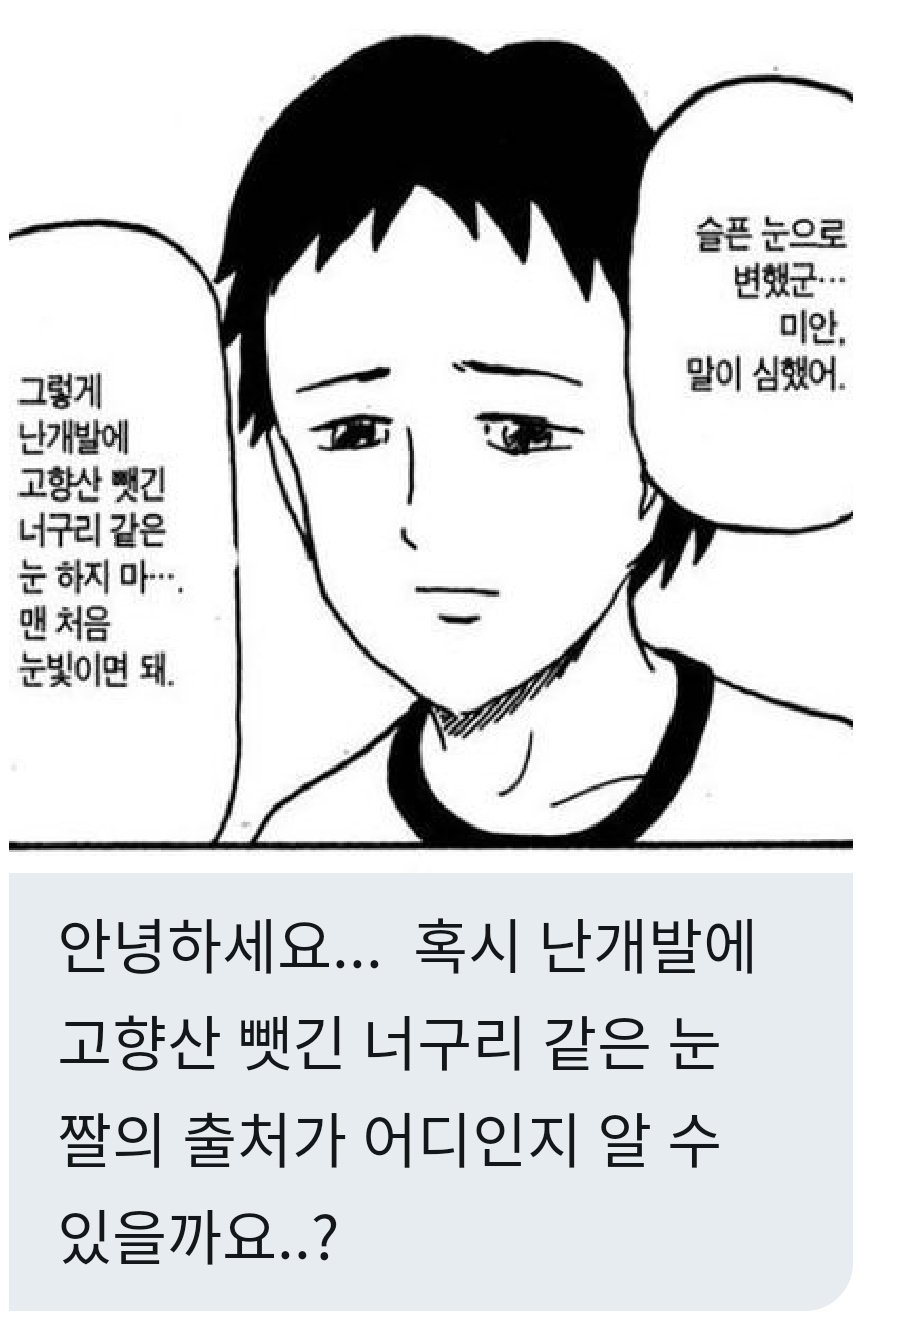 슬픈 눈으로
변했군…
미안,
말이 심했어.
그렇게
난개발에
고향산 뺏긴
너구리 같은
눈 하지 마….
맨 처음
눈빛이면 돼.
안녕하세요... 혹시 난개발에
고향산 뺏긴 너구리 같은 눈
짤의 출처가 어디인지 알 수
있을까요..?